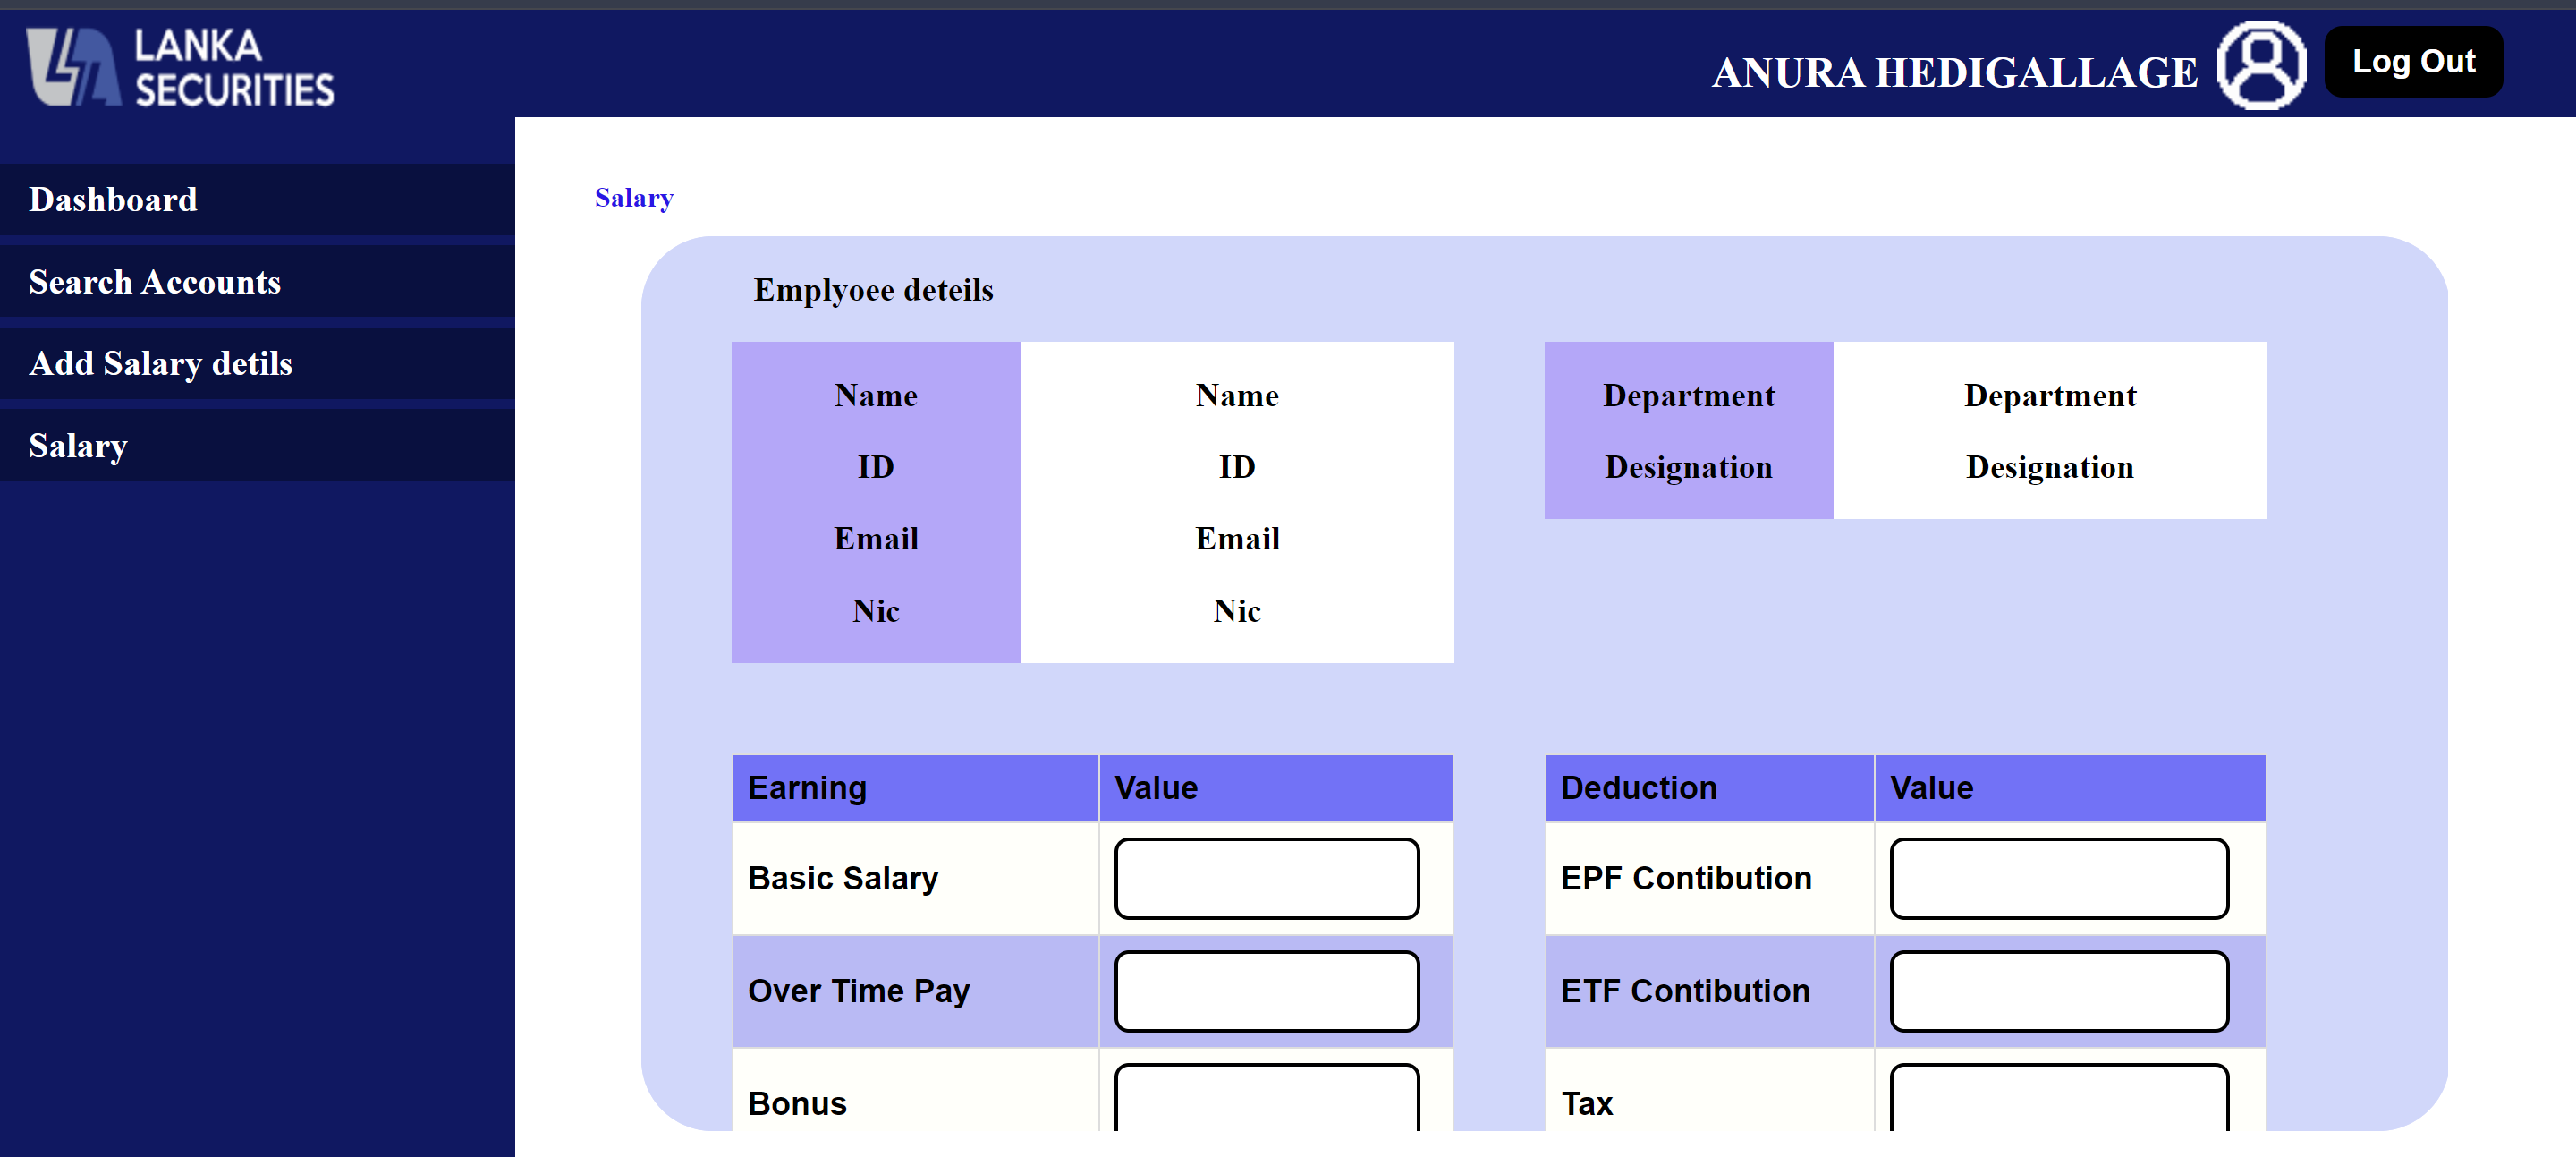 LANKA
SECURITIES
ANURA HEDIGALLAGE
Log Out
Dashboard
Search Accounts
Add Salary detils
Salary
Salary
Emplyoee deteils
Name Name
ID ID
Email Email
Nic Nic
Department Department
Designation Designation
Earning Value
Basic Salary
Over Time Pay
Bonus
Deduction Value
EPF Contibution
ETF Contibution
Tax